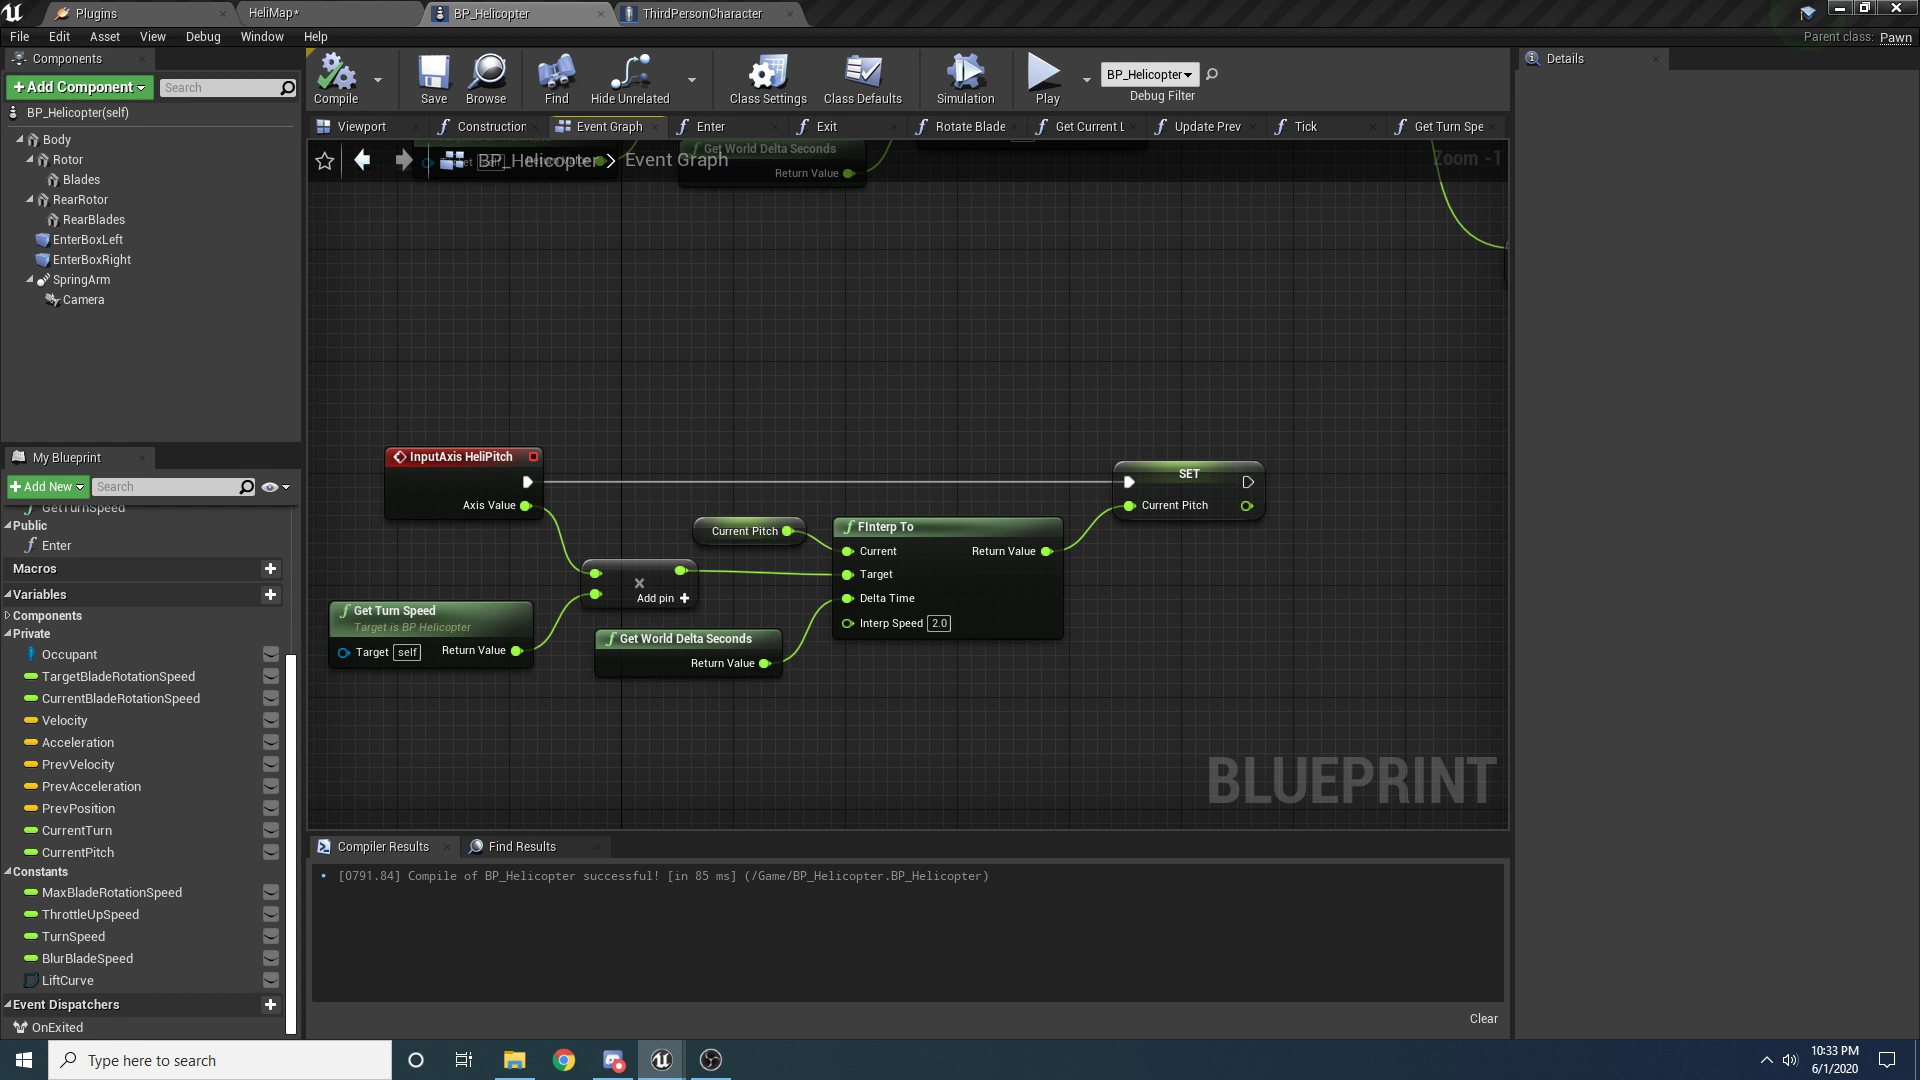 Plugins
HeliMap*
BP_Helicopter
ThirdPersonCharacter
File Edit Asset View Debug Window Help
Parent class: Pawn
Components
+ Add Component
Search
BP_Helicopter(self)
Body
Rotor
Blades
RearRotor
RearBlades
EnterBoxLeft
EnterBoxRight
SpringArm
Camera
Compile
Save
Browse
Find
Hide Unrelated
Class Settings
Class Defaults
Simulation
Play
BP_Helicopter
Debug Filter
Details
Viewport
Construction
Event Graph
Enter
Exit
Rotate Blade
Get Current L
Update Prev
Tick
Get Turn Spe
BP_Helicopter > Event Graph
Get World Delta Seconds
Return Value
Zoom -1
InputAxis HeliPitch
Axis Value
Current Pitch
FInterp To
Current
Return Value
Target
Delta Time
Interp Speed 2.0
SET
Current Pitch
Add pin +
Get Turn Speed
Target is BP Helicopter
Target self
Return Value
Get World Delta Seconds
Return Value
BLUEPRINT
My Blueprint
+ Add New
Search
GetTurnSpeed
Public
Enter
Macros
Variables
Components
Private
Occupant
TargetBladeRotationSpeed
CurrentBladeRotationSpeed
Velocity
Acceleration
PrevVelocity
PrevAcceleration
PrevPosition
CurrentTurn
CurrentPitch
Constants
MaxBladeRotationSpeed
ThrottleUpSpeed
TurnSpeed
BlurBladeSpeed
LiftCurve
Event Dispatchers
OnExited
Compiler Results
Find Results
[0791.84] Compile of BP_Helicopter successful! [in 85 ms] (/Game/BP_Helicopter.BP_Helicopter)
Clear
Type here to search
10:33 PM
6/1/2020